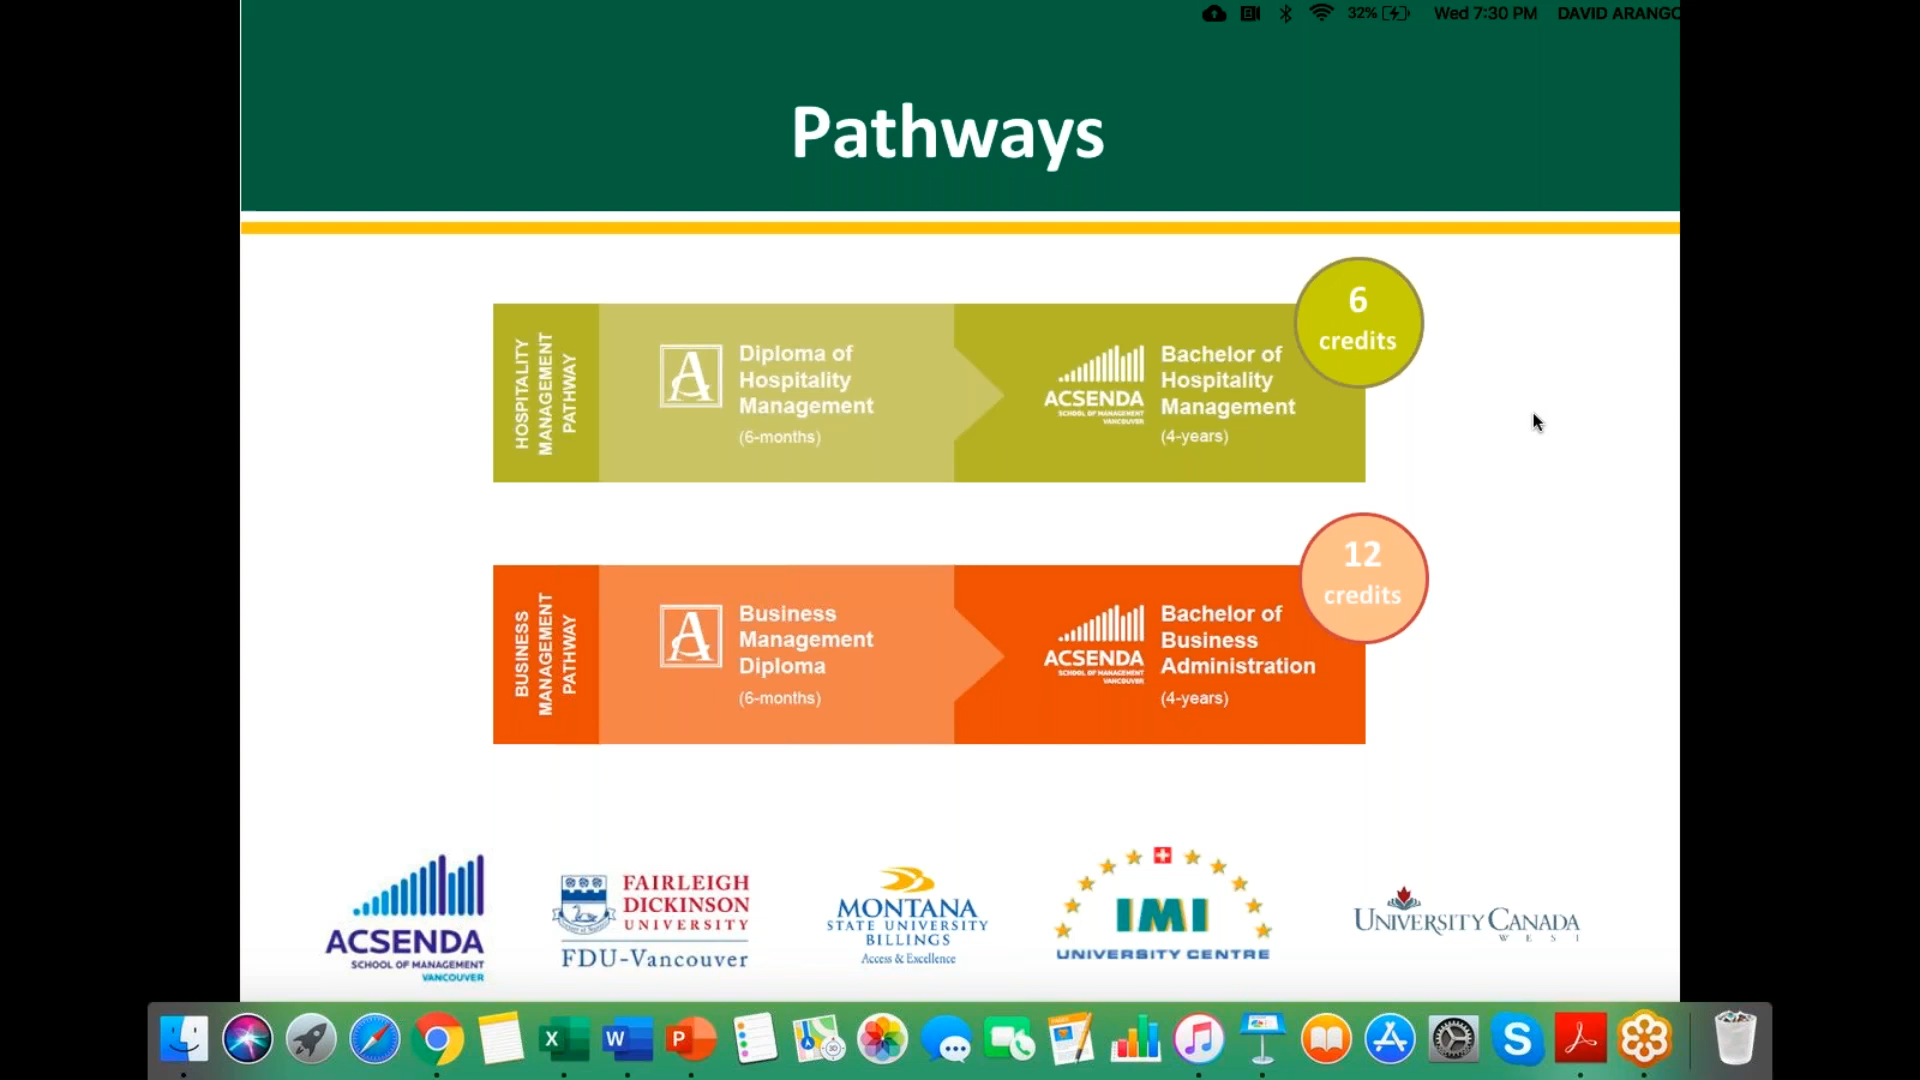 32%
Wed 7:30 PM
DAVID ARANGO
Pathways
6
credits
HOSPITALITY
MANAGEMENT
PATHWAY
A
Diploma of
Hospitality
Management
(6-months)
ACSENDA
SCHOOL OF MANAGEMENT
VANCOUVER
Bachelor of
Hospitality
Management
(4-years)
12
credits
BUSINESS
MANAGEMENT
PATHWAY
A
Business
Management
Diploma
(6-months)
ACSENDA
SCHOOL OF MANAGEMENT
VANCOUVER
Bachelor of
Business
Administration
(4-years)
ACSENDA
SCHOOL OF MANAGEMENT
VANCOUVER
FAIRLEIGH
DICKINSON
UNIVERSITY
FDU-Vancouver
MONTANA
STATE UNIVERSITY
BILLINGS
Access & Excellence
IMI
UNIVERSITY CENTRE
UNIVERSITY CANADA
WEST
X
W
P
S